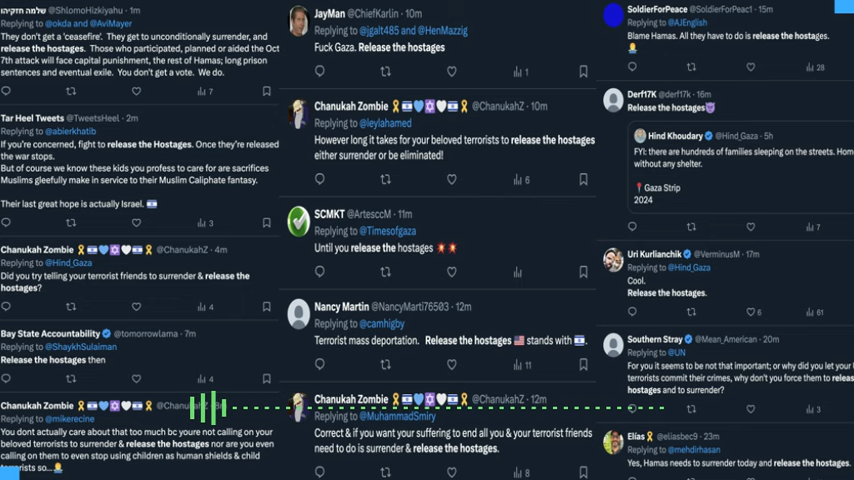 שלמה חזקיהו @ShlomoHizkiyahu · 1m
Replying to @okda and @AviMayer
They don't get a 'ceasefire'. They get to unconditionally surrender, and
release the hostages. Those who participated, planned or aided the Oct
7th attack will face capital punishment, the rest of Hamas; long prison
sentences and eventual exile. You don't get a vote. We do.
7
Tar Heel Tweets @TweetsHeel · 2m
Replying to @abierkhatib
If you're concerned, fight to release the Hostages. Once they're released
the war stops.
But of course we know these kids you profess to care for are sacrifices
Muslims gleefully make in service to their Muslim Caliphate fantasy.
Their last great hope is actually Israel. 🇮🇱
3
Chanukah Zombie 🎗️🇮🇱💙✡️🤍🇮🇱🎗️ @ChanukahZ · 4m
Replying to @Hind_Gaza
Did you try telling your terrorist friends to surrender & release the
hostages?
4
Bay State Accountability @tomorrowlama · 7m
Replying to @ShaykhSulaiman
Release the hostages then
4
Chanukah Zombie 🎗️🇮🇱💙✡️🤍🇮🇱🎗️
Replying to @mikerecine
You dont actually care about that too much bc youre not calling on your
beloved terrorists to surrender & release the hostages nor are you even
calling on them to even stop using children as human shields & child
terrorists so...
JayMan @ChiefKarlin · 10m
Replying to @jgalt485 and @HenMazzig
Fuck Gaza. Release the hostages
1
Chanukah Zombie 🎗️🇮🇱💙✡️🤍🇮🇱🎗️ @ChanukahZ · 10m
Replying to @leylahamed
However long it takes for your beloved terrorists to release the hostages
either surrender or be eliminated!
6
SCMKT @ArtesccM · 11m
Replying to @Timesofgaza
Until you release the hostages 💥💥
Nancy Martin @NancyMarti76503 · 12m
Replying to @camhigby
Terrorist mass deportation. Release the hostages 🇺🇸 stands with 🇮🇱.
11
Chanukah Zombie 🎗️🇮🇱💙✡️🤍🇮🇱🎗️ @ChanukahZ · 12m
Replying to @MuhammadSmiry
Correct & if you want your suffering to end all you & your terrorist friends
need to do is surrender & release the hostages.
8
SoldierForPeace @SoldierForPeac1 · 15m
Replying to @AJEnglish
Blame Hamas. All they have to do is release the hostages.
28
Derf17K @derf17k · 16m
Release the hostages😈
Hind Khoudary @Hind_Gaza · 5h
FYI: there are hundreds of families sleeping on the streets. Hom
without any shelter.
📍Gaza Strip
2024
7
Uri Kurlianchik @VerminusM · 17m
Replying to @Hind_Gaza
Cool.
Release the hostages.
6 61
Southern Stray @Mean_American · 20m
Replying to @UN
For you it seems to be not that important; or why did you let your
terrorists commit their crimes, why don't you force them to releas
hostages and to surrender?
3
Elías🎗️ @eliasbec9 · 23m
Replying to @mehdirhasan
Yes, Hamas needs to surrender today and release the hostages.